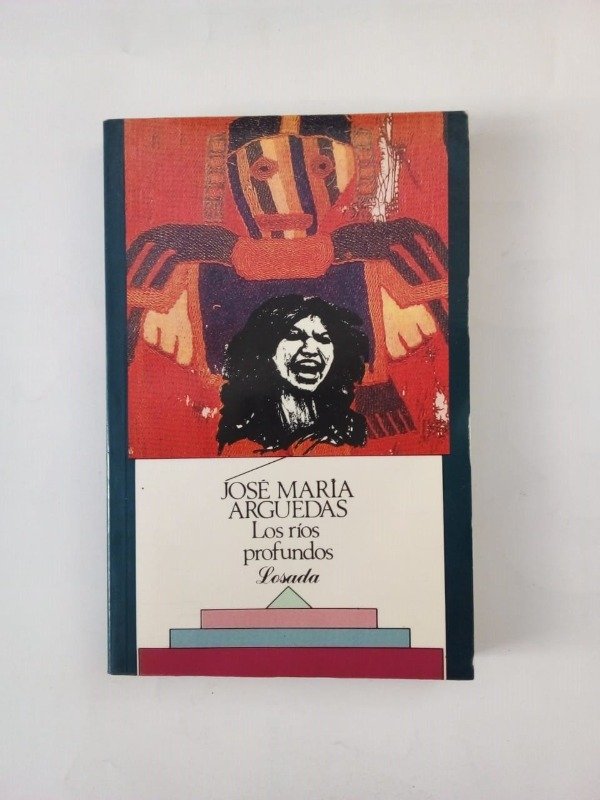 JOSÉ MARÍA
ARGUEDAS
Los ríos
profundos
Losada